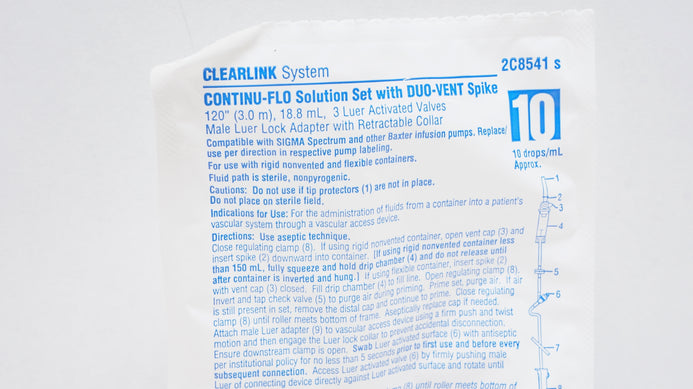 CLEARLINK System
2C8541 s
CONTINU-FLO Solution Set with DUO-VENT Spike
120" (3.0 m), 18.8 mL, 3 Luer Activated Valves
Male Luer Lock Adapter with Retractable Collar
10
10 drops/mL
Approx.
Compatible with SIGMA Spectrum and other Baxter infusion pumps. Replace/
use per direction in respective pump labeling.
For use with rigid nonvented and flexible containers.
Fluid path is sterile, nonpyrogenic.
Cautions: Do not use if tip protectors (1) are not in place.
Do not place on sterile field.
Indications for Use: For the administration of fluids from a container into a patient's
vascular system through a vascular access device.
Directions: Use aseptic technique.
Close regulating clamp (8). If using rigid nonvented container, open vent cap (3) and
insert spike (2) downward into container. [If using rigid nonvented container less
than 150 mL, fully squeeze and hold drip chamber (4) and do not release until
after container is inverted and hung.] If using flexible container, insert spike (2)
with vent cap (3) closed. Fill drip chamber (4) to fill line. Open regulating clamp (8).
Invert and tap check valve (5) to purge air during priming. Prime set, purge air. If air
is still present in set, remove the distal cap and continue to prime. Close regulating
clamp (8) until roller meets bottom of frame. Aseptically replace cap if needed.
Attach male Luer adapter (9) to vascular access device using a firm push and twist
motion and then engage the Luer lock collar to prevent accidental disconnection.
Ensure downstream clamp is open. Swab Luer activated surface (6) with antiseptic
per institutional policy for no less than 5 seconds prior to first use and before every
subsequent connection. Access Luer activated valve (6) by firmly pushing male
Luer of connecting device directly against Luer activated surface and rotate until
(8) until roller meets bottom of
1
2
3
4
5
6
7
8